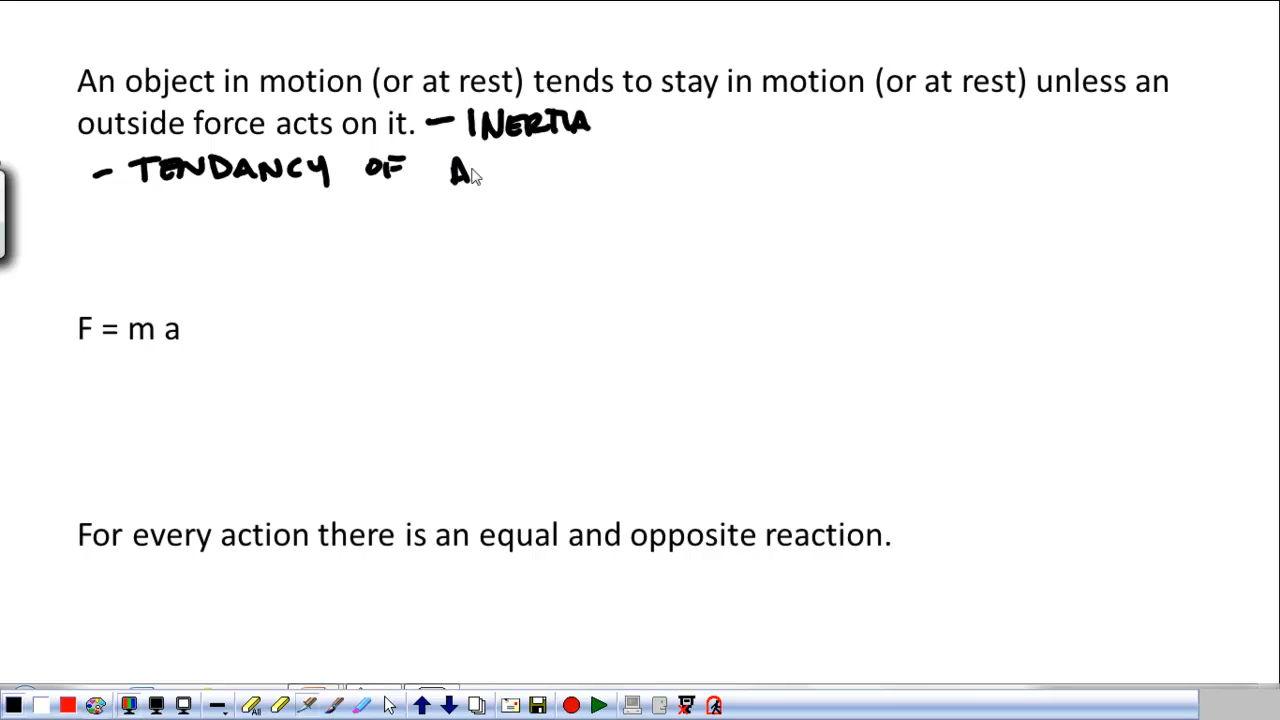 An object in motion (or at rest) tends to stay in motion (or at rest) unless an
outside force acts on it. - INERTIA
- TENDANCY OF A
F = m a
For every action there is an equal and opposite reaction.